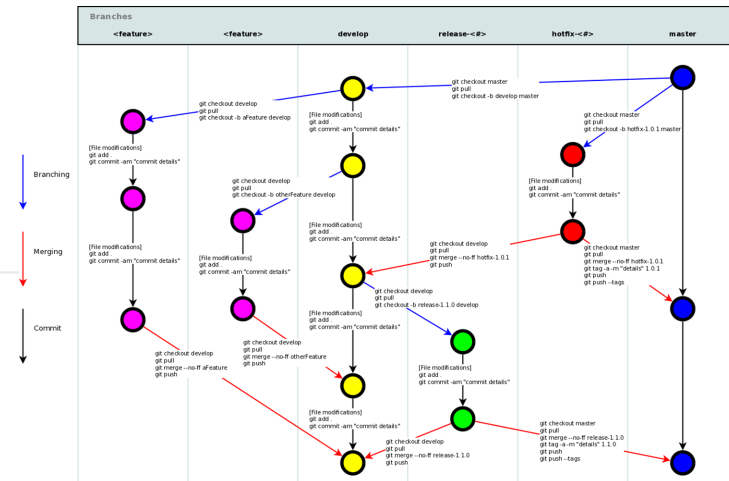 Branches
<feature>
<feature>
develop
release-<#>
hotfix-<#>
master
git checkout master
git pull
git checkout -b develop master
git checkout develop
git pull
git checkout -b aFeature develop
[File modifications]
git add .
git commit -am "commit details"
git checkout master
git pull
git checkout -b hotfix-1.0.1 master
[File modifications]
git add .
git commit -am "commit details"
Branching
git checkout develop
git pull
git checkout -b otherFeature develop
[File modifications]
git add .
git commit -am "commit details"
[File modifications]
git add .
git commit -am "commit details"
Merging
[File modifications]
git add .
git commit -am "commit details"
[File modifications]
git add .
git commit -am "commit details"
git checkout develop
git pull
git merge --no-ff hotfix-1.0.1
git push
git checkout master
git pull
git merge --no-ff hotfix-1.0.1
git tag -a -m "details" 1.0.1
git push
git push --tags
git checkout develop
git pull
git checkout -b release-1.1.0 develop
Commit
[File modifications]
git add .
git commit -am "commit details"
git checkout develop
git pull
git merge --no-ff otherFeature
git push
git checkout develop
git pull
git merge --no-ff aFeature
git push
[File modifications]
git add .
git commit -am "commit details"
[File modifications]
git add .
git commit -am "commit details"
git checkout develop
git pull
git merge --no-ff release-1.1.0
git push
git checkout master
git pull
git merge --no-ff release-1.1.0
git tag -a -m "details" 1.1.0
git push
git push --tags